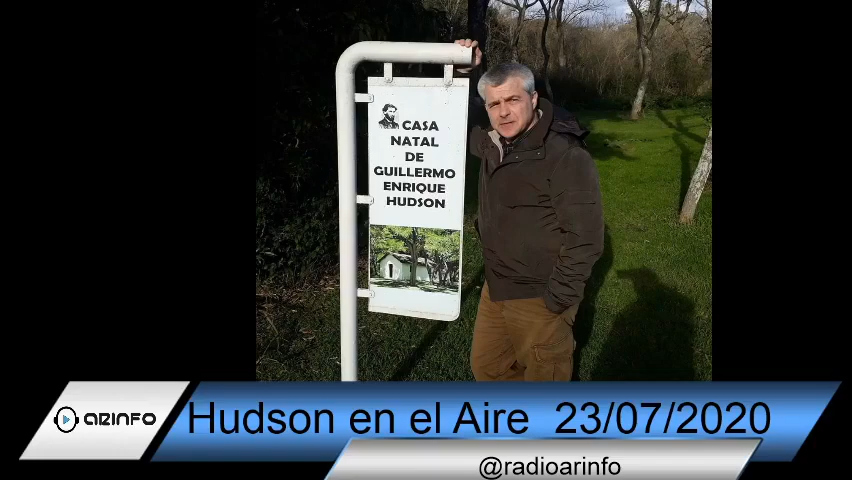 CASA
NATAL
DE
GUILLERMO
ENRIQUE
HUDSON
ARINFO
Hudson en el Aire 23/07/2020
@radioarinfo